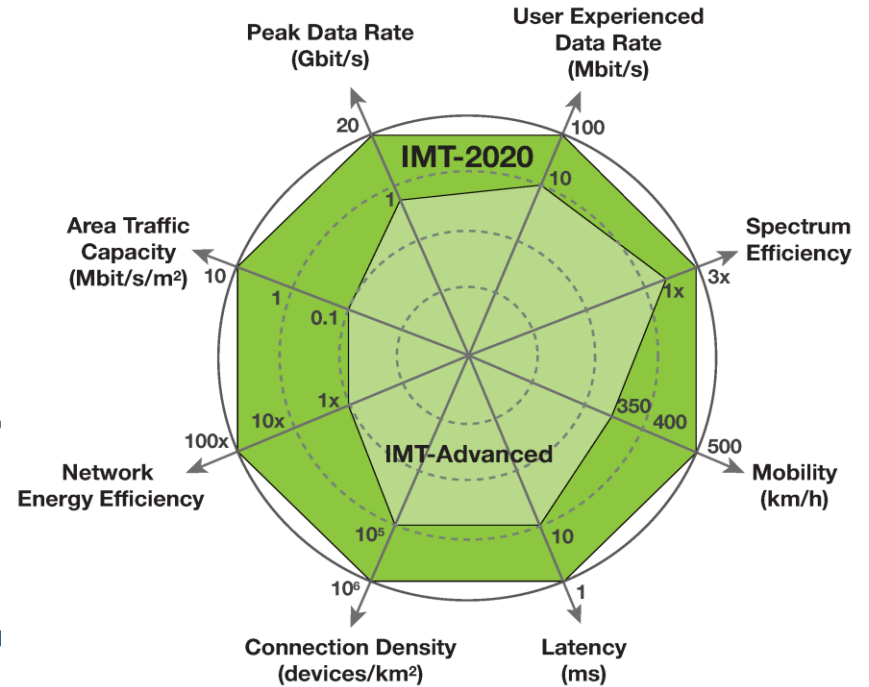 Peak Data Rate
(Gbit/s)
User Experienced
Data Rate
(Mbit/s)
20
100
IMT-2020
1
10
Area Traffic
Capacity
(Mbit/s/m²)
Spectrum
Efficiency
10
1
0.1
1x
3x
1x
10x
100x
350
400
500
Network
Energy Efficiency
IMT-Advanced
Mobility
(km/h)
10⁵
10⁶
10
1
Connection Density
(devices/km²)
Latency
(ms)